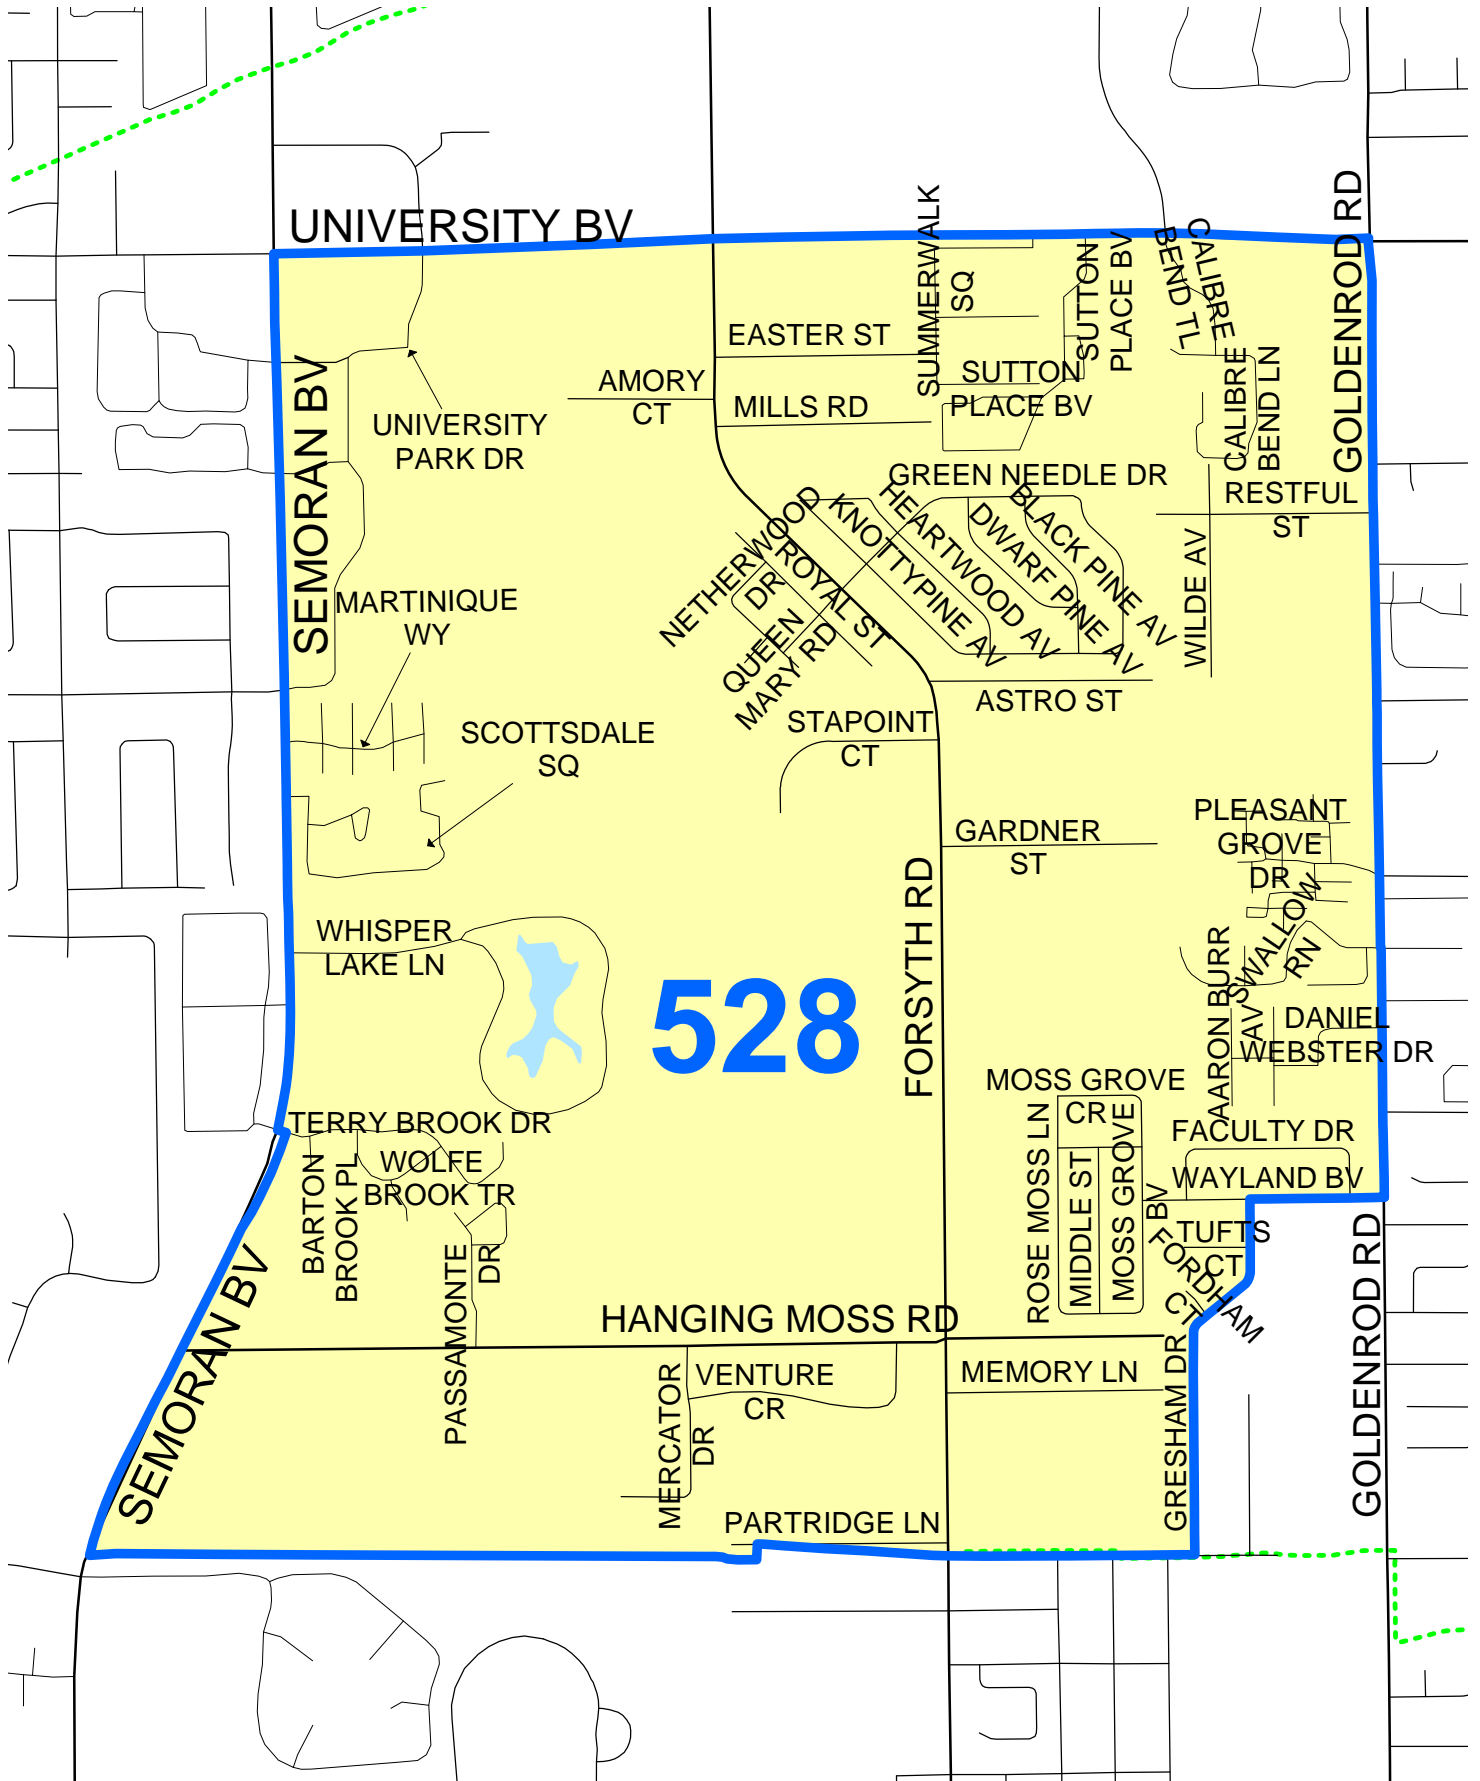 UNIVERSITY BV
SEMORAN BV
GOLDENROD RD
SUMMERWALK
SQ
SUTTON
PLACE BV
CALIBRE
BEND TL
EASTER ST
AMORY
CT
MILLS RD
SUTTON
PLACE BV
CALIBRE
BEND LN
UNIVERSITY
PARK DR
GREEN NEEDLE DR
RESTFUL
ST
NETHERWOOD
DR
ROYAL ST
KNOTTYPINE AV
HEARTWOOD AV
DWARF PINE AV
BLACK PINE AV
WILDE AV
QUEEN
MARY RD
MARTINIQUE
WY
ASTRO ST
STAPOINT
CT
SCOTTSDALE
SQ
PLEASANT
GROVE
DR
GARDNER
ST
FORSYTH RD
SWALLOW
RN
WHISPER
LAKE LN
528
AARON BURR
AV
DANIEL
WEBSTER DR
MOSS GROVE
CR
TERRY BROOK DR
FACULTY DR
WOLFE
BROOK TR
BARTON
BROOK PL
ROSE MOSS LN
MIDDLE ST
MOSS GROVE
BV
WAYLAND BV
TUFTS
CT
FORDHAM
CT
PASSAMONTE
DR
SEMORAN BV
GOLDENROD RD
HANGING MOSS RD
VENTURE
CR
MEMORY LN
MERCATOR
DR
GRESHAM DR
PARTRIDGE LN